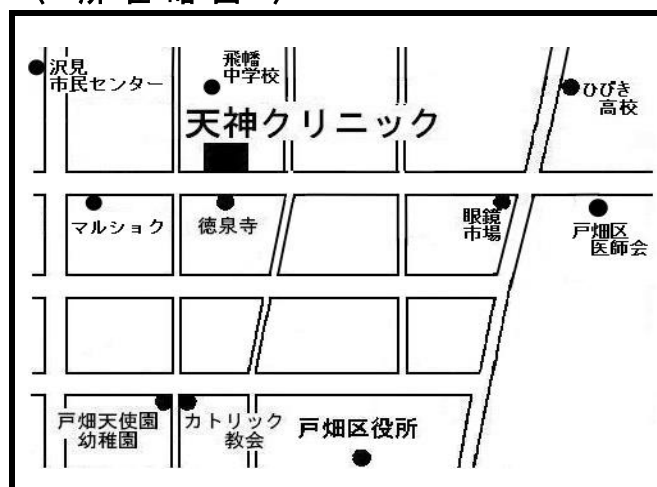 沢見
市民センター
飛幡
中学校
ひびき
高校
天神クリニック
マルショク
徳泉寺
眼鏡
市場
戸畑区
医師会
戸畑天使園
幼稚園
カトリック
教会
戸畑区役所